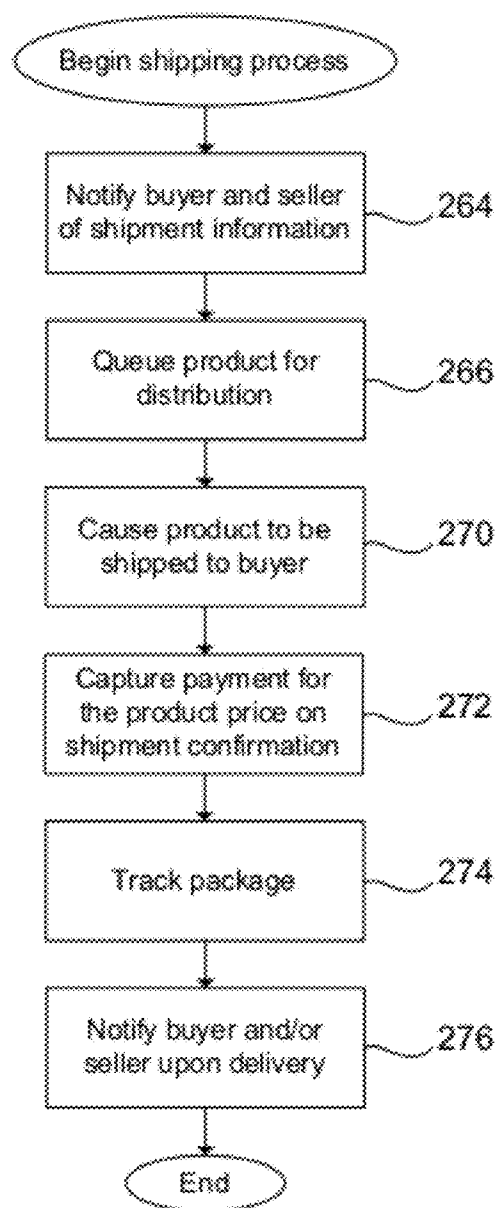 Begin shipping process
Notify buyer and seller
of shipment information
264
Queue product for
distribution
266
Cause product to be
shipped to buyer
270
Capture payment for
the product price on
shipment confirmation
272
Track package
274
Notify buyer and/or
seller upon delivery
276
End